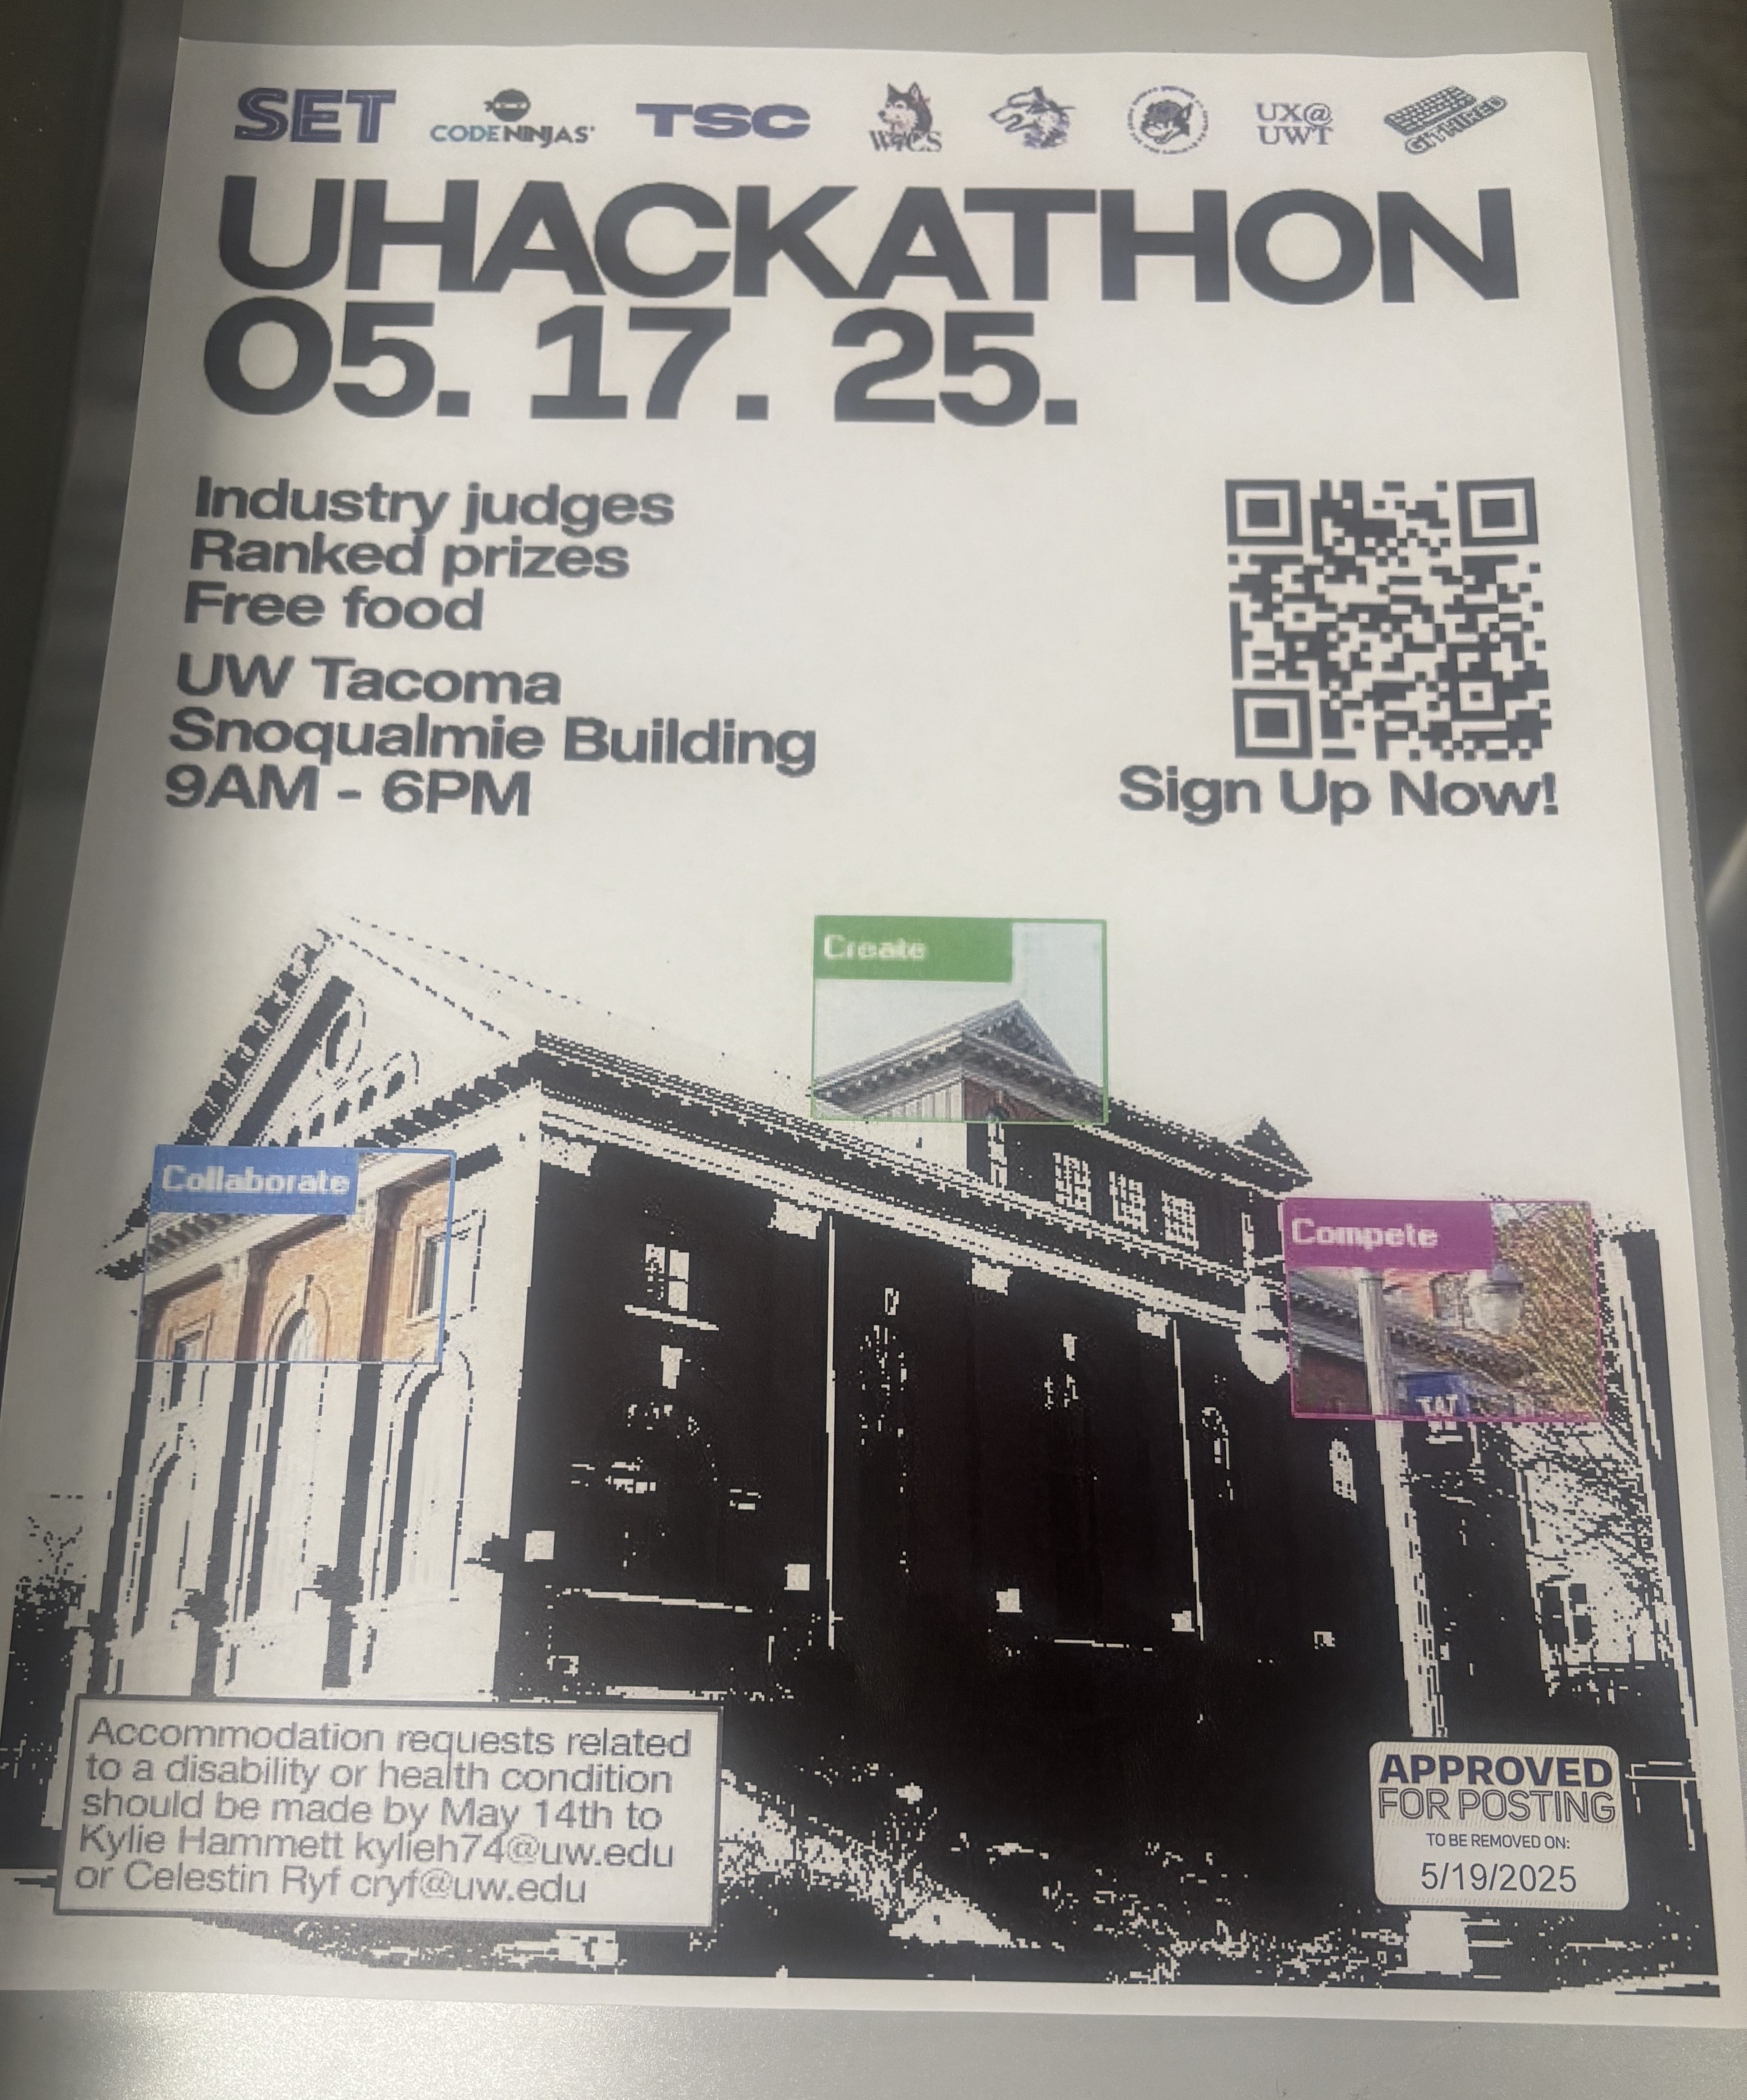 SET
CODE NINJAS
TSC
WiCS
UX@
UWT
GITHIRED
UHACKATHON
05. 17. 25.
Industry judges
Ranked prizes
Free food
UW Tacoma
Snoqualmie Building
9AM - 6PM
Sign Up Now!
Create
Collaborate
Compete
W
Accommodation requests related
to a disability or health condition
should be made by May 14th to
Kylie Hammett kylieh74@uw.edu
or Celestin Ryf cryf@uw.edu
APPROVED
FOR POSTING
TO BE REMOVED ON:
5/19/2025